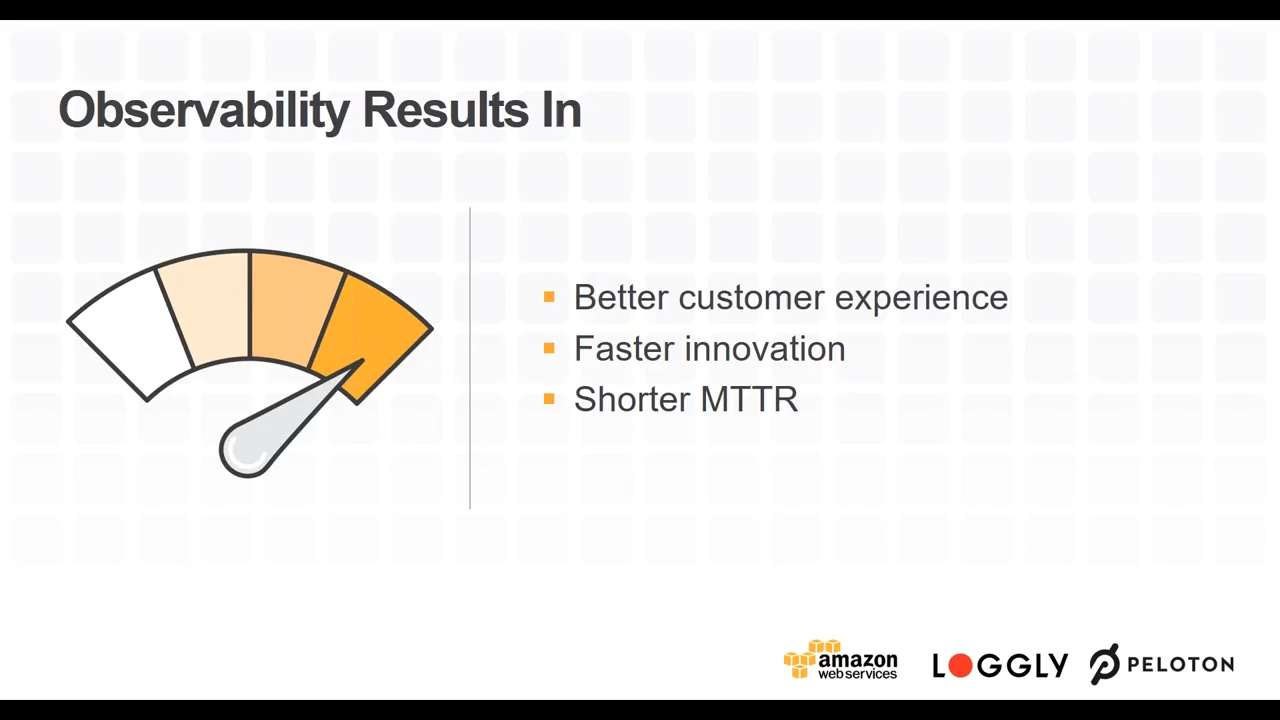 Observability Results In
Better customer experience
Faster innovation
Shorter MTTR
amazon
webservices
LOGGLY
PELOTON